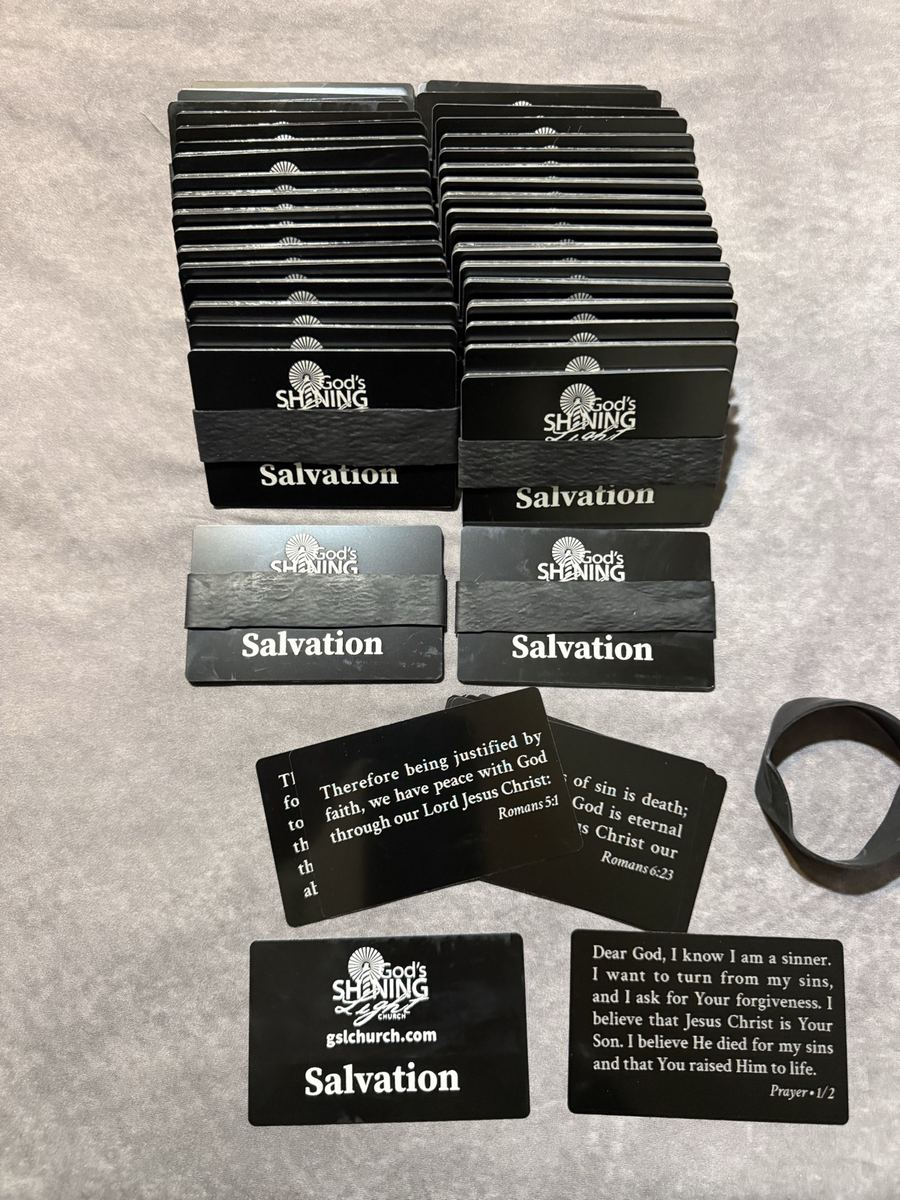 God's
SHINING
Salvation
God's
SHINING
Light
Salvation
God's
SHINING
Salvation
God's
SHINING
Salvation
Therefore being justified by
faith, we have peace with God
through our Lord Jesus Christ:
Romans 5:1
of sin is death;
God is eternal
Christ our
Romans 6:23
God's
SHINING
Light
CHURCH
gslchurch.com
Salvation
Dear God, I know I am a sinner.
I want to turn from my sins,
and I ask for Your forgiveness. I
believe that Jesus Christ is Your
Son. I believe He died for my sins
and that You raised Him to life.
Prayer • 1/2